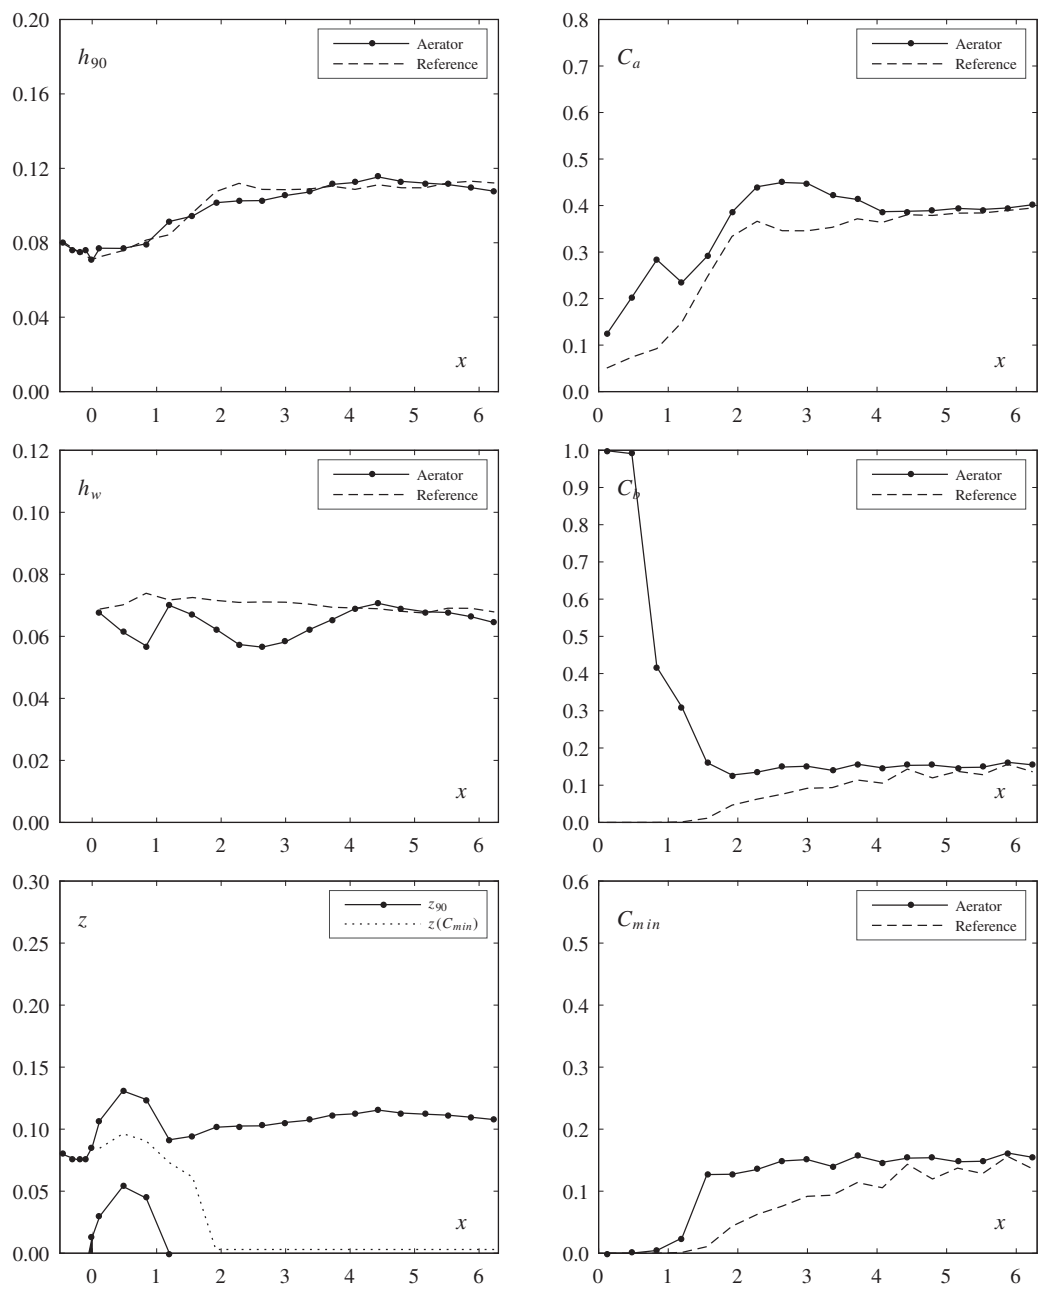 0.20
0.16
0.12
0.08
0.04
0.00
h90
Aerator
Reference
x
0 1 2 3 4 5 6
0.8
0.7
0.6
0.5
0.4
0.3
0.2
0.1
0.0
Ca
Aerator
Reference
x
0 1 2 3 4 5 6
0.12
0.10
0.08
0.06
0.04
0.02
0.00
hw
Aerator
Reference
x
0 1 2 3 4 5 6
1.0
0.9
0.8
0.7
0.6
0.5
0.4
0.3
0.2
0.1
0.0
Cb
Aerator
Reference
x
0 1 2 3 4 5 6
0.30
0.25
0.20
0.15
0.10
0.05
0.00
z
z90
z(Cmin)
x
0 1 2 3 4 5 6
0.6
0.5
0.4
0.3
0.2
0.1
0.0
Cmin
Aerator
Reference
x
0 1 2 3 4 5 6